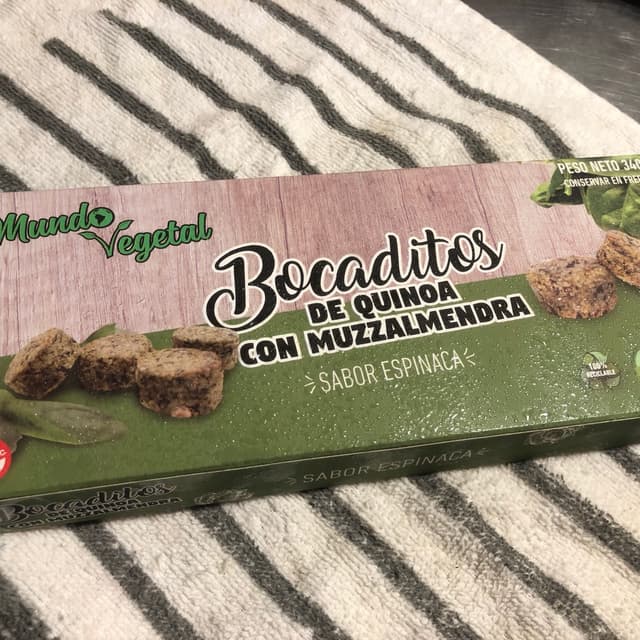 Mundo Vegetal
PESO NETO 340
CONSERVAR EN
Bocaditos
DE QUINOA
CON MUZZALMENDRA
SABOR ESPINACA
100%
RECICLABLE
Bocaditos
SABOR ESPINACA